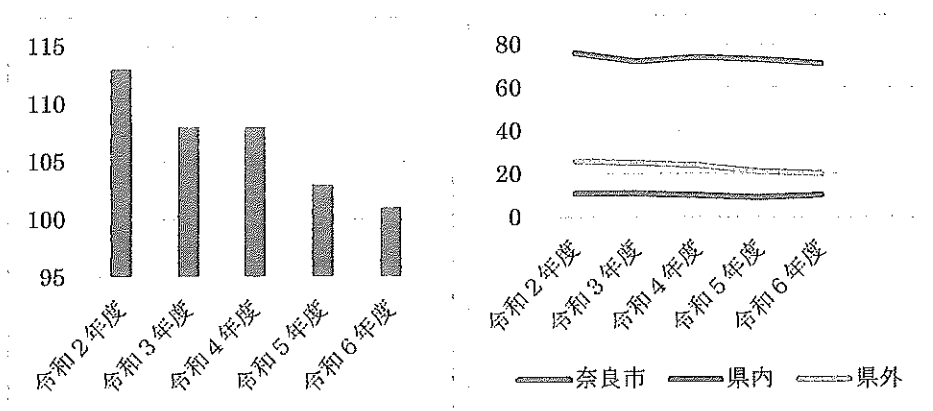 115
110
105
100
95
令和2年度
令和3年度
令和4年度
令和5年度
令和6年度
80
60
40
20
0
令和2年度
令和3年度
令和4年度
令和5年度
令和6年度
奈良市 県内 県外